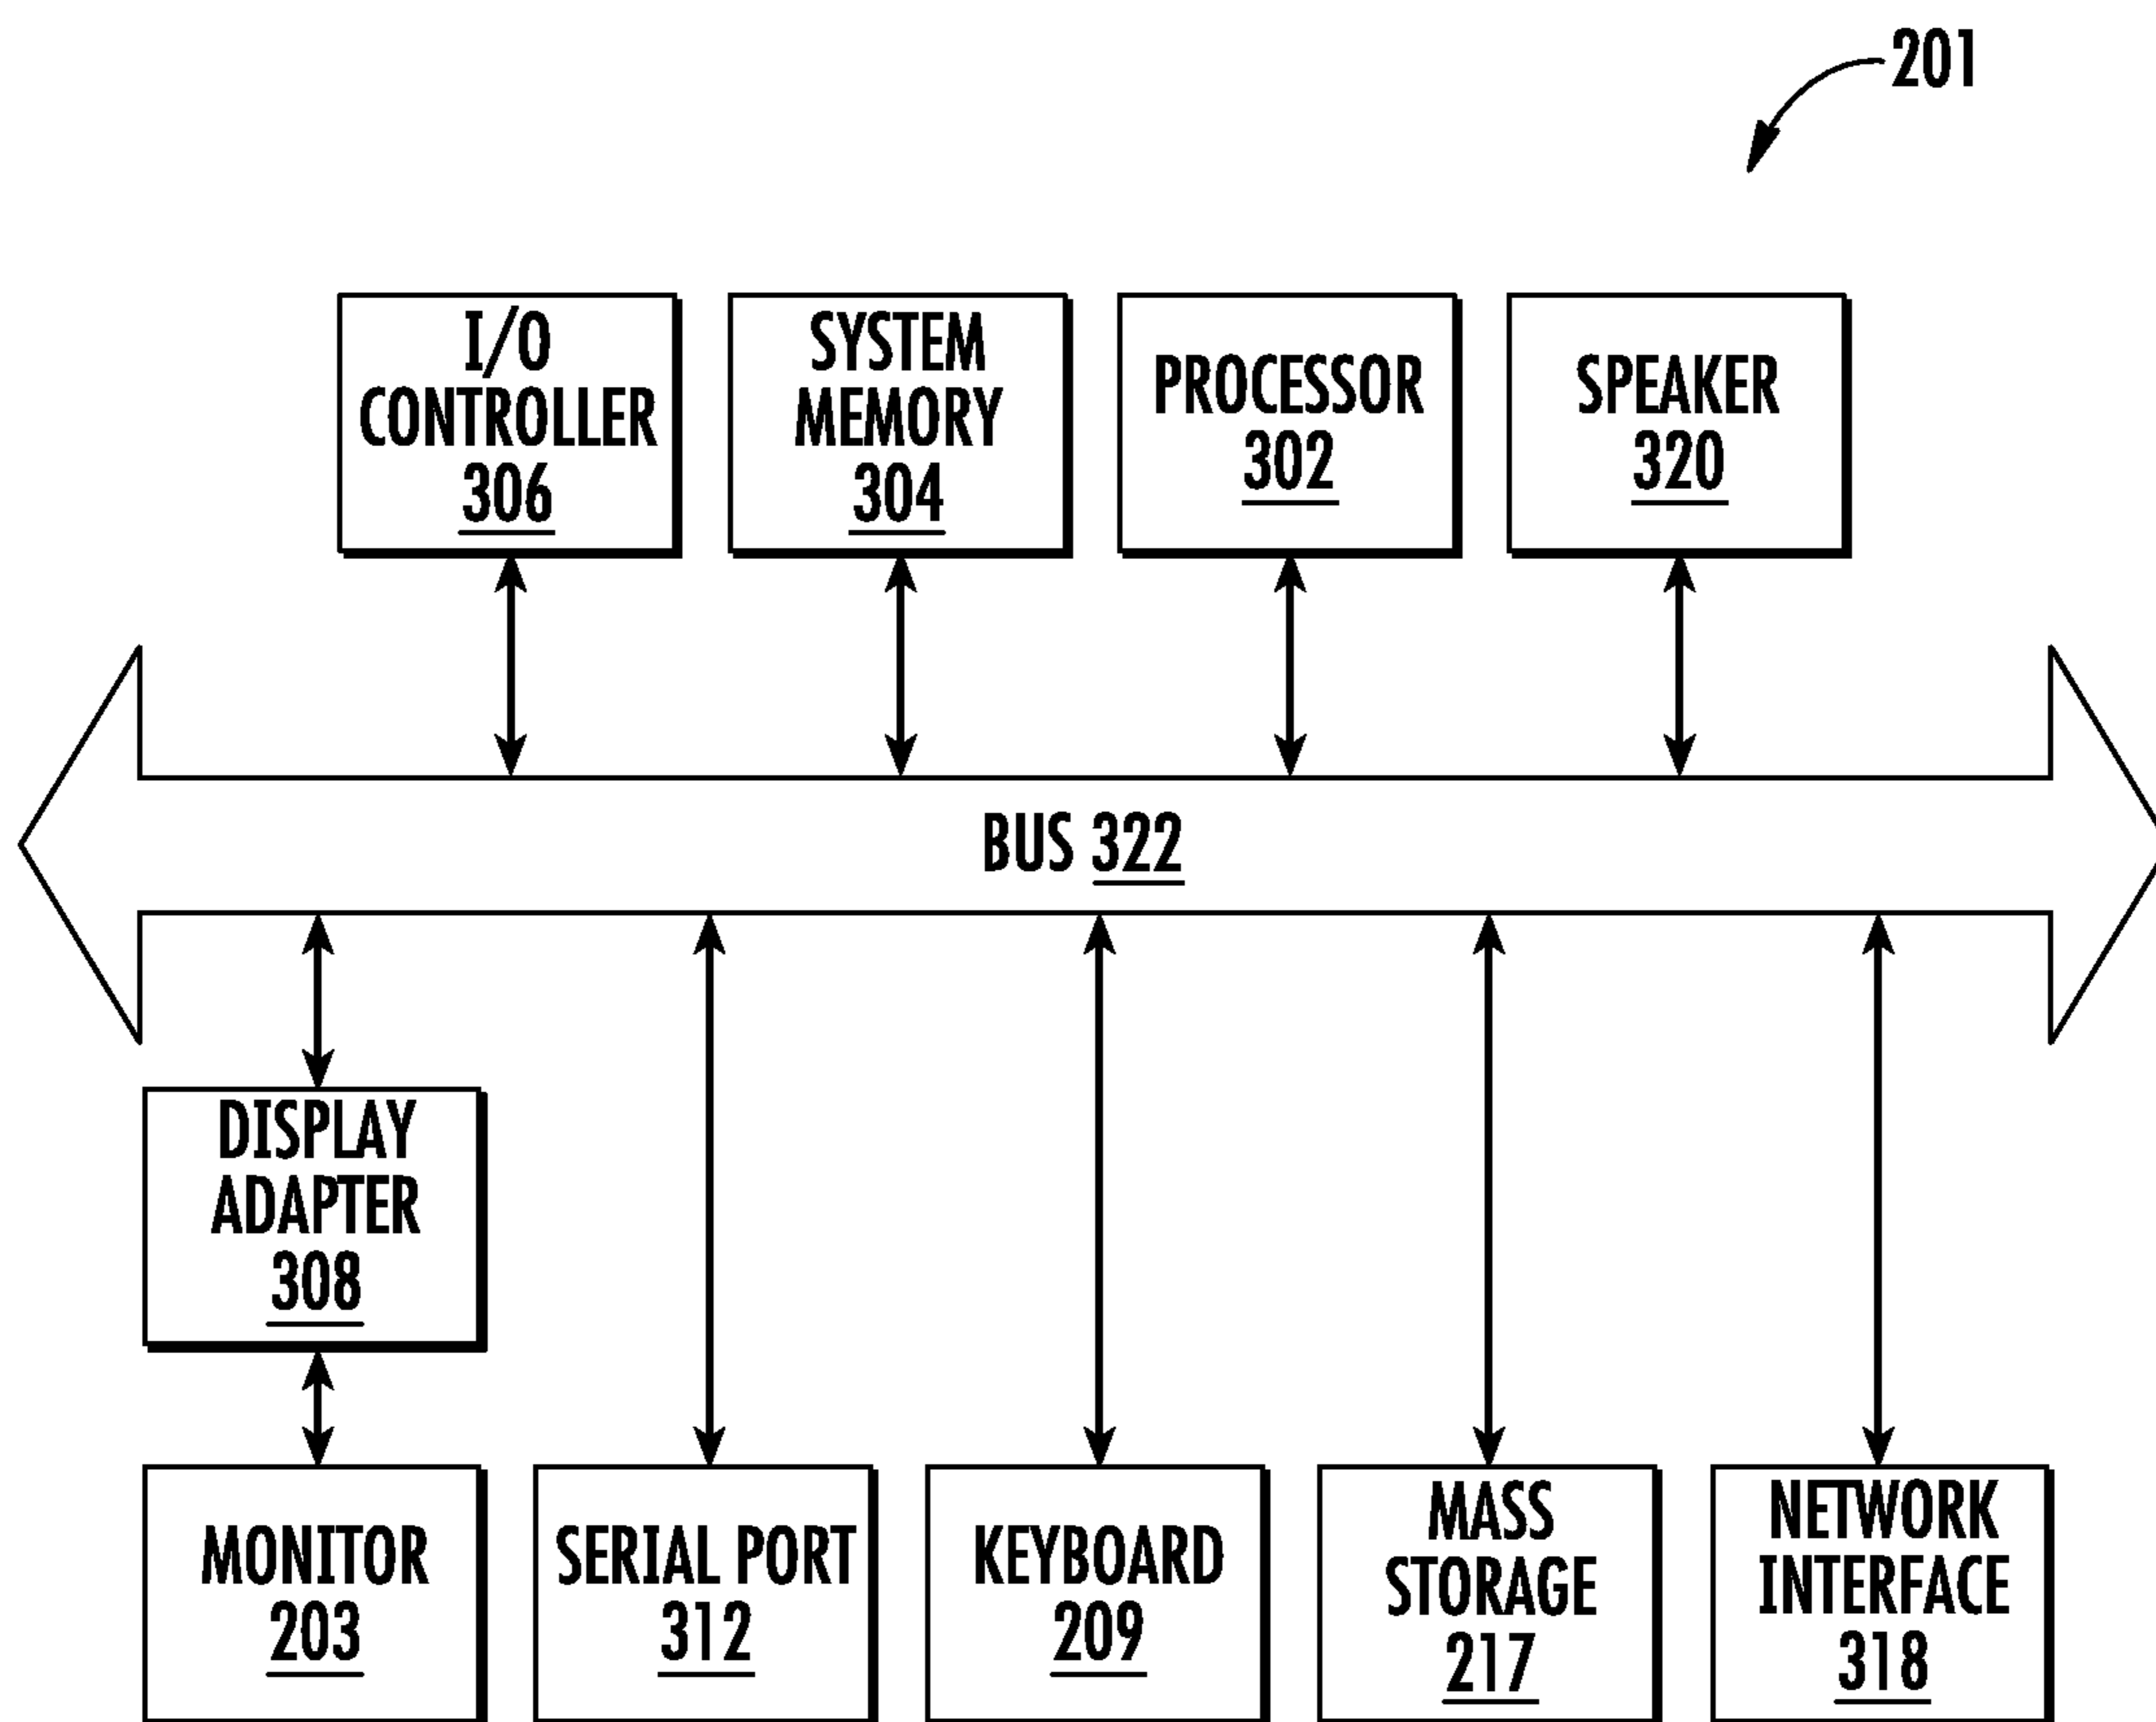 201
I/O
CONTROLLER
306
SYSTEM
MEMORY
304
PROCESSOR
302
SPEAKER
320
BUS 322
DISPLAY
ADAPTER
308
MONITOR
203
SERIAL PORT
312
KEYBOARD
209
MASS
STORAGE
217
NETWORK
INTERFACE
318